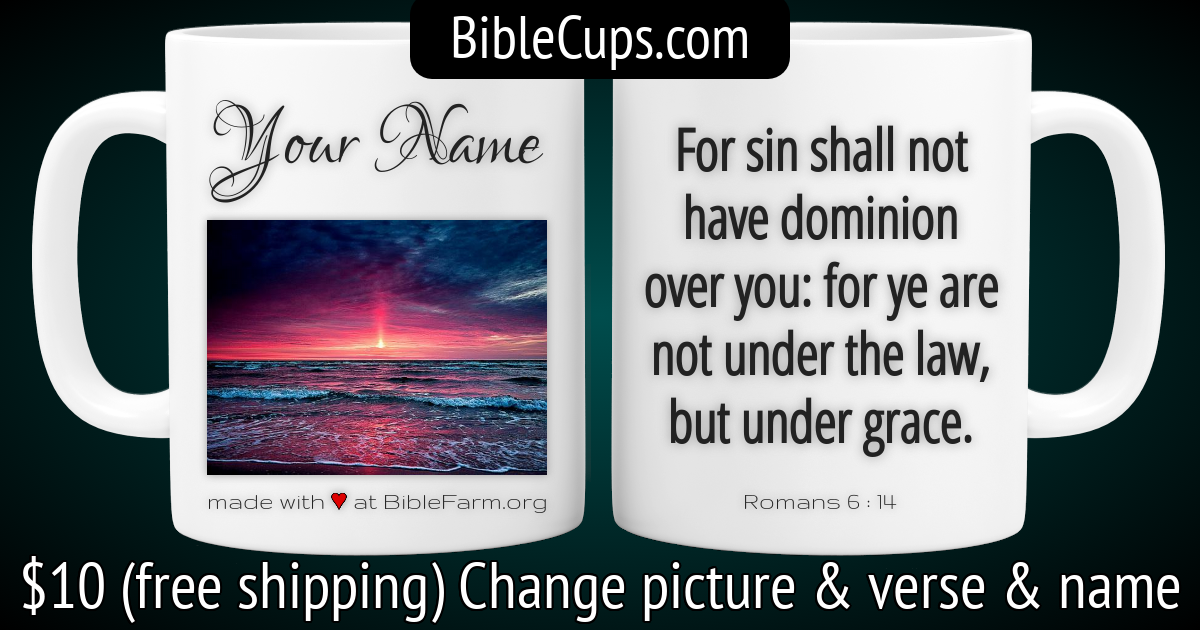 BibleCups.com
Your Name
made with ♥ at BibleFarm.org
For sin shall not
have dominion
over you: for ye are
not under the law,
but under grace.
Romans 6 : 14
$10 (free shipping) Change picture & verse & name